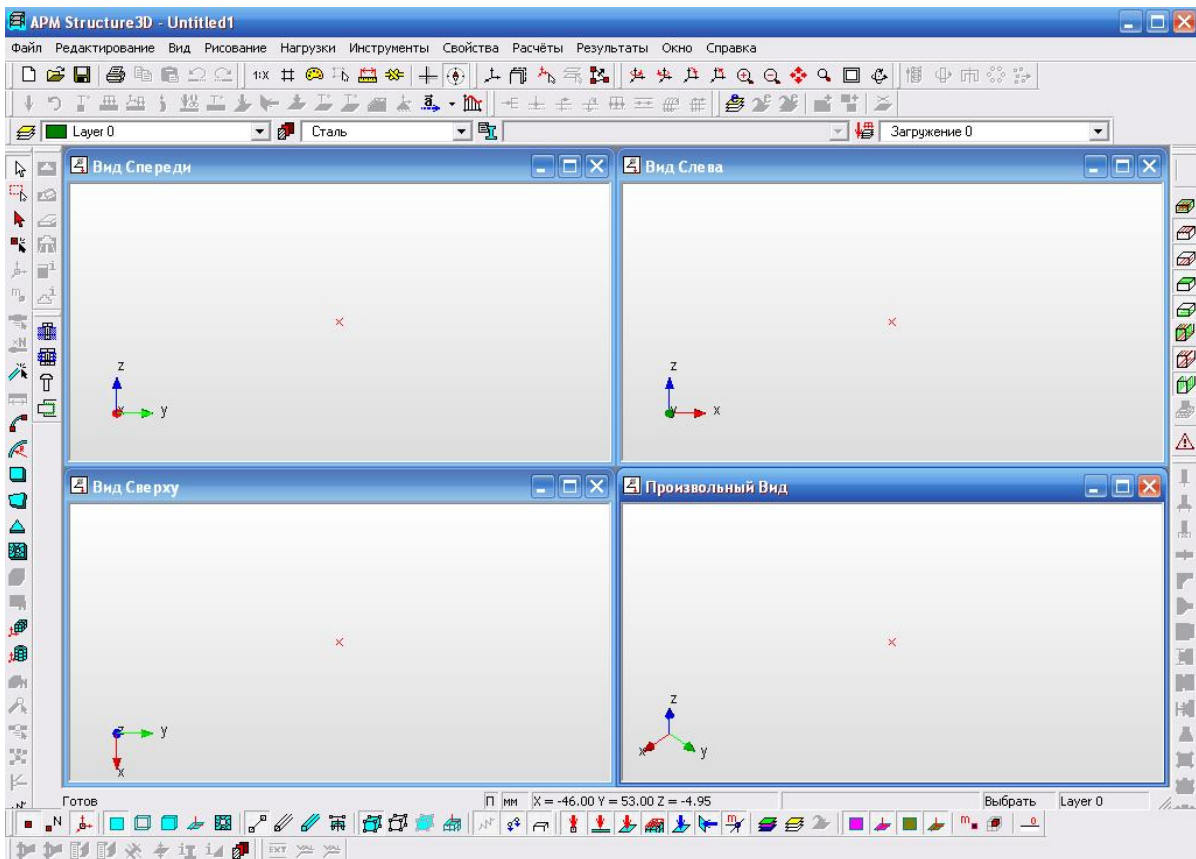 APM Structure3D - Untitled1
Файл Редактирование Вид Рисование Нагрузки Инструменты Свойства Расчёты Результаты Окно Справка
1:X
Layer 0 Сталь Загружение 0
Вид Спереди
z
x y
Вид Слева
z
y x
Вид Сверху
z y
x
Произвольный Вид
z
x y
Готов П мм X = -46.00 Y = 53.00 Z = -4.95 Выбрать Layer 0